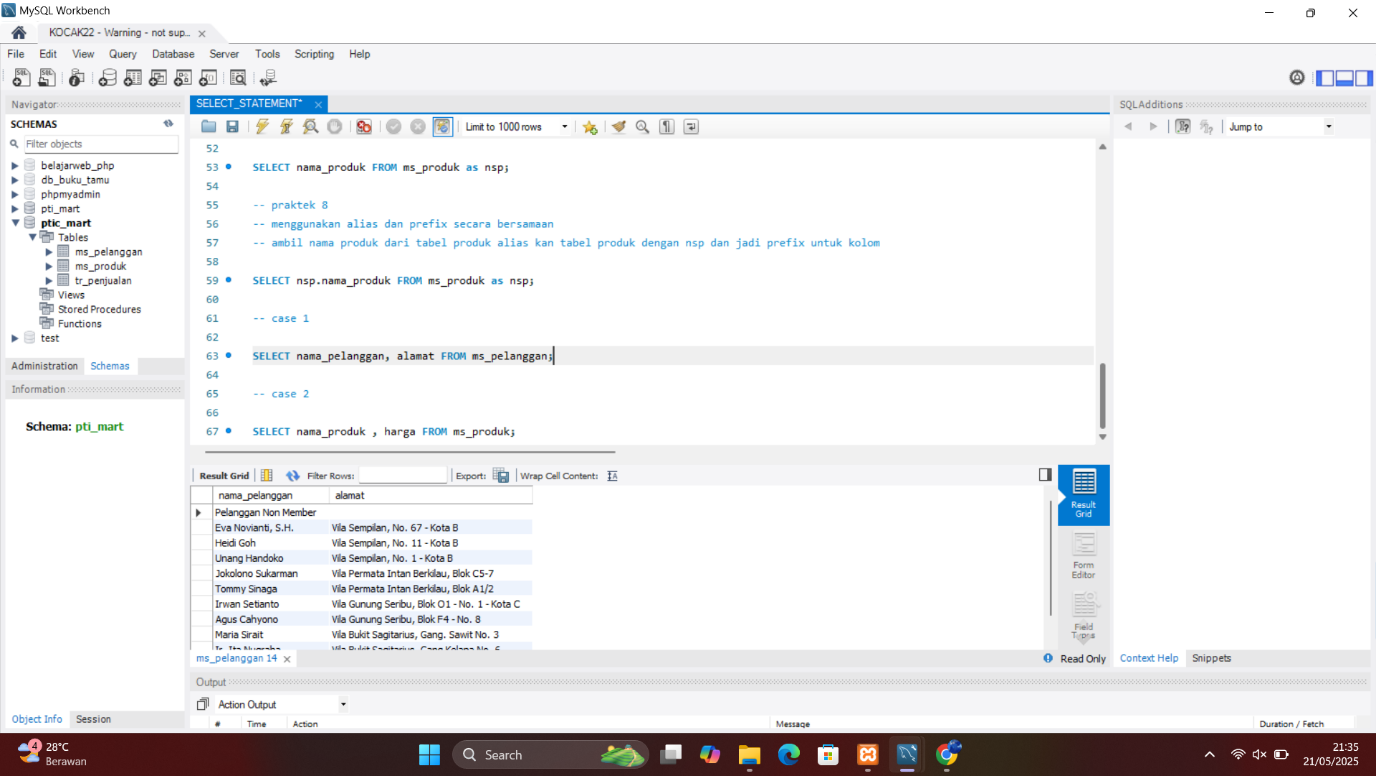 MySQL Workbench
KOCAK22 - Warning - not sup...
File Edit View Query Database Server Tools Scripting Help
Navigator
SCHEMAS
Filter objects
belajarweb_php
db_buku_tamu
phpmyadmin
pti_mart
ptic_mart
Tables
ms_pelanggan
ms_produk
tr_penjualan
Views
Stored Procedures
Functions
test
Administration Schemas
Information
Schema: pti_mart
Object Info Session
SELECT_STATEMENT*
Limit to 1000 rows
52
53 SELECT nama_produk FROM ms_produk as nsp;
54
55 -- praktek 8
56 -- menggunakan alias dan prefix secara bersamaan
57 -- ambil nama produk dari tabel produk alias kan tabel produk dengan nsp dan jadi prefix untuk kolom
58
59 SELECT nsp.nama_produk FROM ms_produk as nsp;
60
61 -- case 1
62
63 SELECT nama_pelanggan, alamat FROM ms_pelanggan;
64
65 -- case 2
66
67 SELECT nama_produk , harga FROM ms_produk;
Result Grid Filter Rows: Export: Wrap Cell Content:
nama_pelanggan alamat
Pelanggan Non Member
Eva Novianti, S.H. Vila Sempilan, No. 67 - Kota B
Heidi Goh Vila Sempilan, No. 11 - Kota B
Unang Handoko Vila Sempilan, No. 1 - Kota B
Jokolono Sukarman Vila Permata Intan Berkilau, Blok C5-7
Tommy Sinaga Vila Permata Intan Berkilau, Blok A1/2
Irwan Setianto Vila Gunung Seribu, Blok O1 - No. 1 - Kota C
Agus Cahyono Vila Gunung Seribu, Blok F4 - No. 8
Maria Sirait Vila Bukit Sagitarius, Gang. Sawit No. 3
Ir. Ita Nugraha Vila Bukit Sagitarius, Gang Kelapa No. 6
Result
Grid
Form
Editor
Field
Types
ms_pelanggan 14
Read Only
Output
Action Output
# Time Action Message Duration / Fetch
SQLAdditions
Jump to
Context Help Snippets
4
28°C
Berawan
Search
21:35
21/05/2025